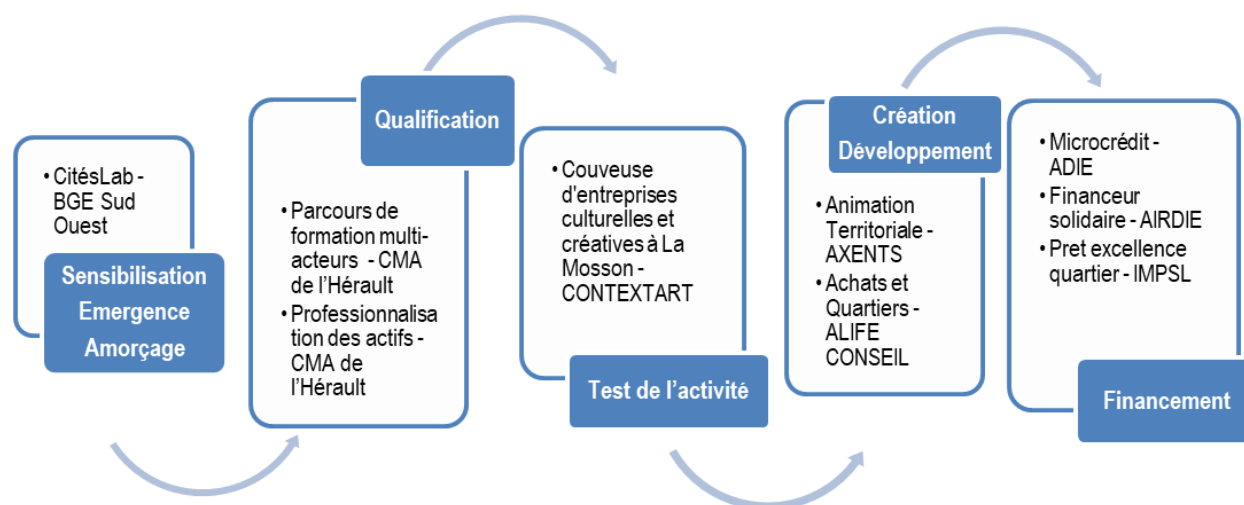 • CitésLab -
BGE Sud
Ouest
Sensibilisation
Emergence
Amorçage
Qualification
• Parcours de
formation multi-
acteurs - CMA
de l'Hérault
• Professionnalisa
tion des actifs -
CMA de
l'Hérault
• Couveuse
d'entreprises
culturelles et
créatives à La
Mosson -
CONTEXTART
Test de l'activité
Création
Développement
• Animation
Territoriale -
AXENTS
• Achats et
Quartiers -
ALIFE
CONSEIL
• Microcrédit -
ADIE
• Financeur
solidaire - AIRDIE
• Pret excellence
quartier - IMPSL
Financement